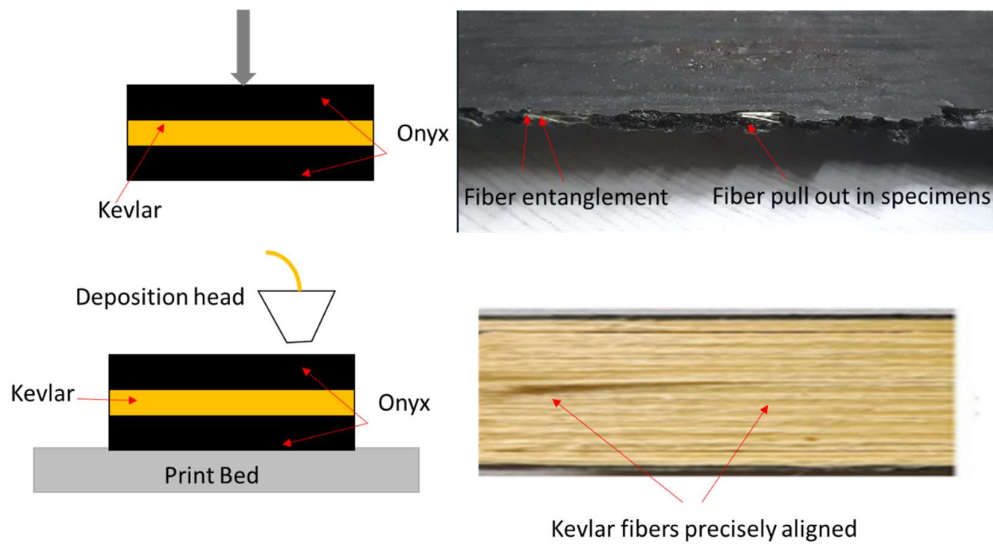 Onyx
Kevlar
Fiber entanglement
Fiber pull out in specimens
Deposition head
Kevlar
Onyx
Print Bed
Kevlar fibers precisely aligned